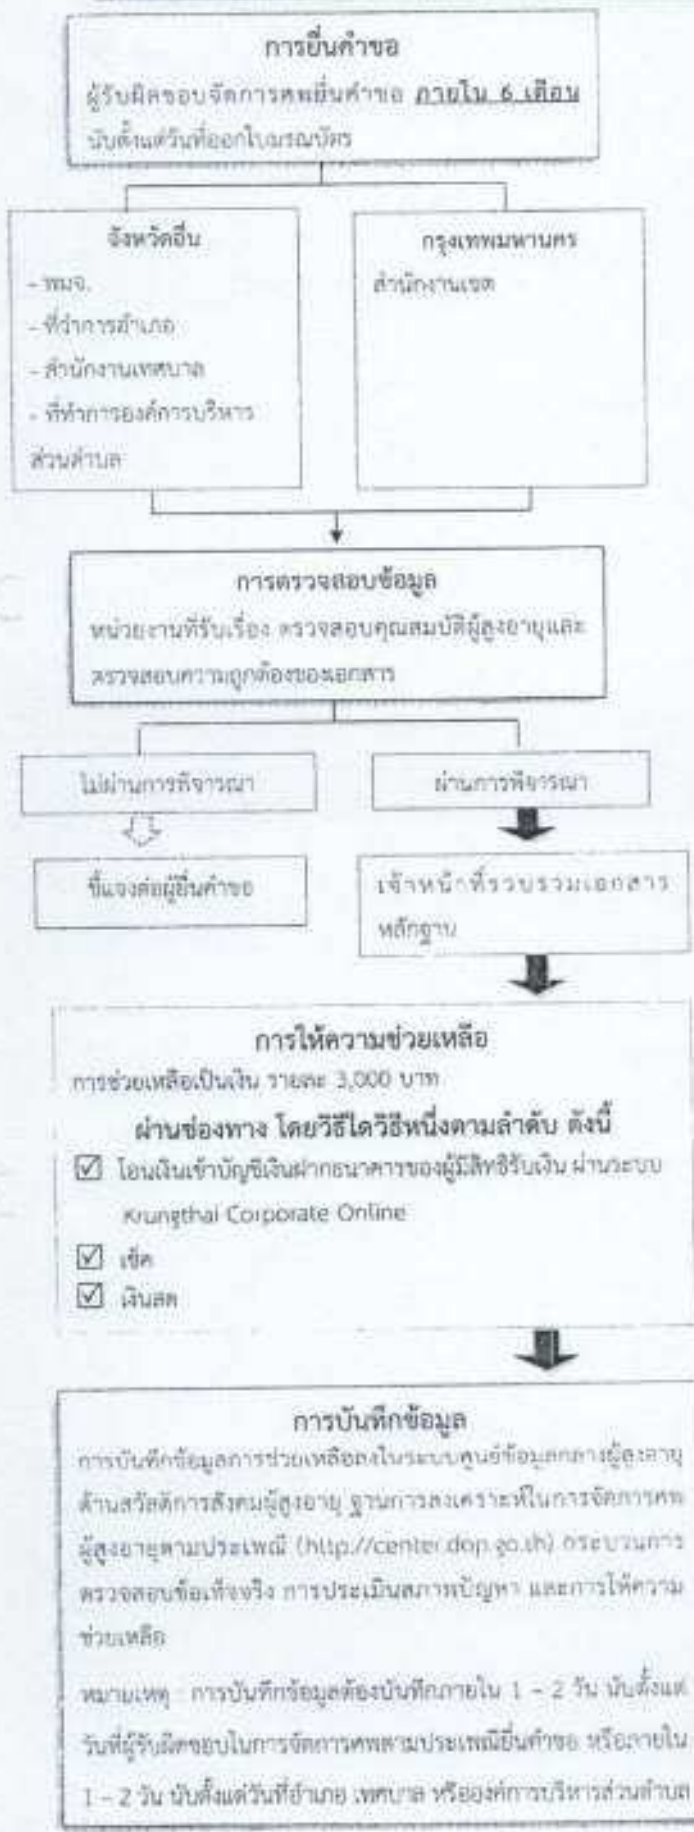 การยื่นคำขอ
ผู้รับผิดชอบจัดการศพยื่นคำขอ ภายใน 6 เดือน
นับตั้งแต่วันที่ออกใบมรณบัตร
จังหวัดอื่น
- พมจ.
- ที่ว่าการอำเภอ
- สำนักงานเทศบาล
- ที่ทำการองค์การบริหาร
ส่วนตำบล
กรุงเทพมหานคร
สำนักงานเขต
การตรวจสอบข้อมูล
หน่วยงานที่รับเรื่อง ตรวจสอบคุณสมบัติผู้สูงอายุและ
ตรวจสอบความถูกต้องของเอกสาร
ไม่ผ่านการพิจารณา
ผ่านการพิจารณา
ชี้แจงต่อผู้ยื่นคำขอ
เจ้าหน้าที่รวบรวมเอกสาร
หลักฐาน
การให้ความช่วยเหลือ
การช่วยเหลือเป็นเงิน รายละ 3,000 บาท
ผ่านช่องทาง โดยวิธีใดวิธีหนึ่งตามลำดับ ดังนี้
☑ โอนเงินเข้าบัญชีเงินฝากธนาคารของผู้มีสิทธิรับเงิน ผ่านระบบ
Krungthai Corporate Online
☑ เช็ค
☑ เงินสด
การบันทึกข้อมูล
การบันทึกข้อมูลการช่วยเหลือลงในระบบศูนย์ข้อมูลกลางผู้สูงอายุ
ด้านสวัสดิการสังคมผู้สูงอายุ ฐานการสงเคราะห์ในการจัดการศพ
ผู้สูงอายุตามประเพณี (http://center.dop.go.th) กระบวนการ
ตรวจสอบข้อเท็จจริง การประเมินสภาพปัญหา และการให้ความ
ช่วยเหลือ
หมายเหตุ : การบันทึกข้อมูลต้องบันทึกภายใน 1 – 2 วัน นับตั้งแต่
วันที่ผู้รับผิดชอบในการจัดการศพตามประเพณียื่นคำขอ หรือภายใน
1 – 2 วัน นับตั้งแต่วันที่อำเภอ เทศบาล หรือองค์การบริหารส่วนตำบล